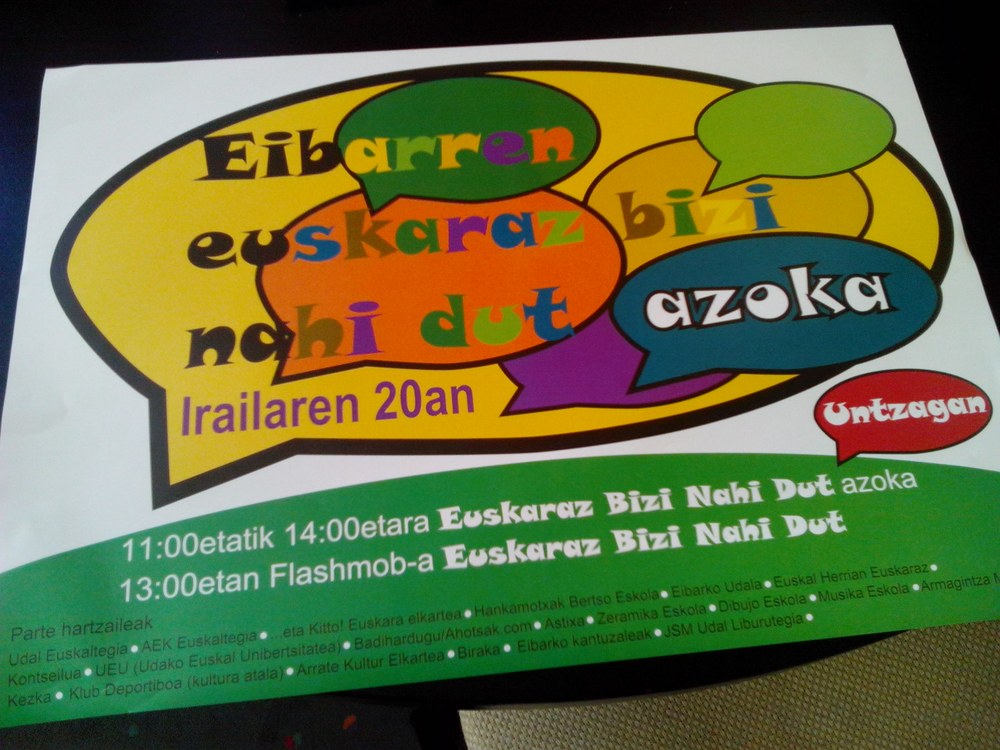 Eibarren
euskaraz bizi
nahi dut azoka
Irailaren 20an
Untzagan
11:00etatik 14:00etara Euskaraz Bizi Nahi Dut azoka
13:00etan Flashmob-a Euskaraz Bizi Nahi Dut
Parte hartzaileak
Udal Euskaltegia • AEK Euskaltegia • ...eta Kitto! Euskara elkartea • Hankamotxak Bertso Eskola • Eibarko Udala • Euskal Herrian Euskaraz •
Kontseilua • UEU (Udako Euskal Unibertsitatea) • Badihardugu/Ahotsak.com • Astixa • Zeramika Eskola • Dibujo Eskola • Musika Eskola • Armagintza
Kezka • Klub Deportiboa (kultura atala) • Arrate Kultur Elkartea • Biraka • Eibarko kantuzaleak • JSM Udal Liburutegia •